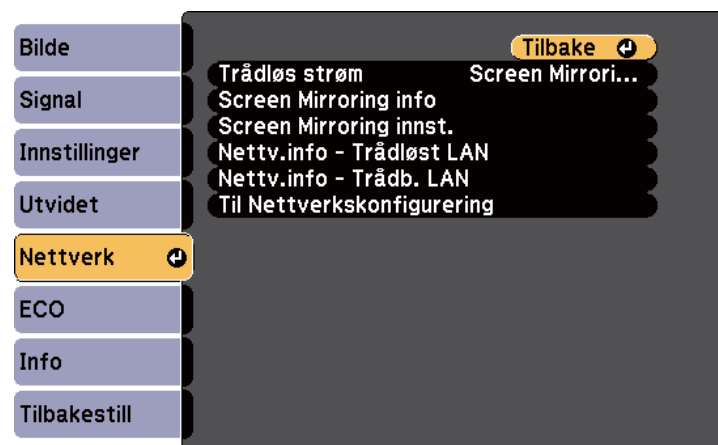 Bilde
Signal
Innstillinger
Utvidet
Nettverk
ECO
Info
Tilbakestill
Tilbake
Trådløs strøm Screen Mirrori...
Screen Mirroring info
Screen Mirroring innst.
Nettv.info - Trådløst LAN
Nettv.info - Trådb. LAN
Til Nettverkskonfigurering